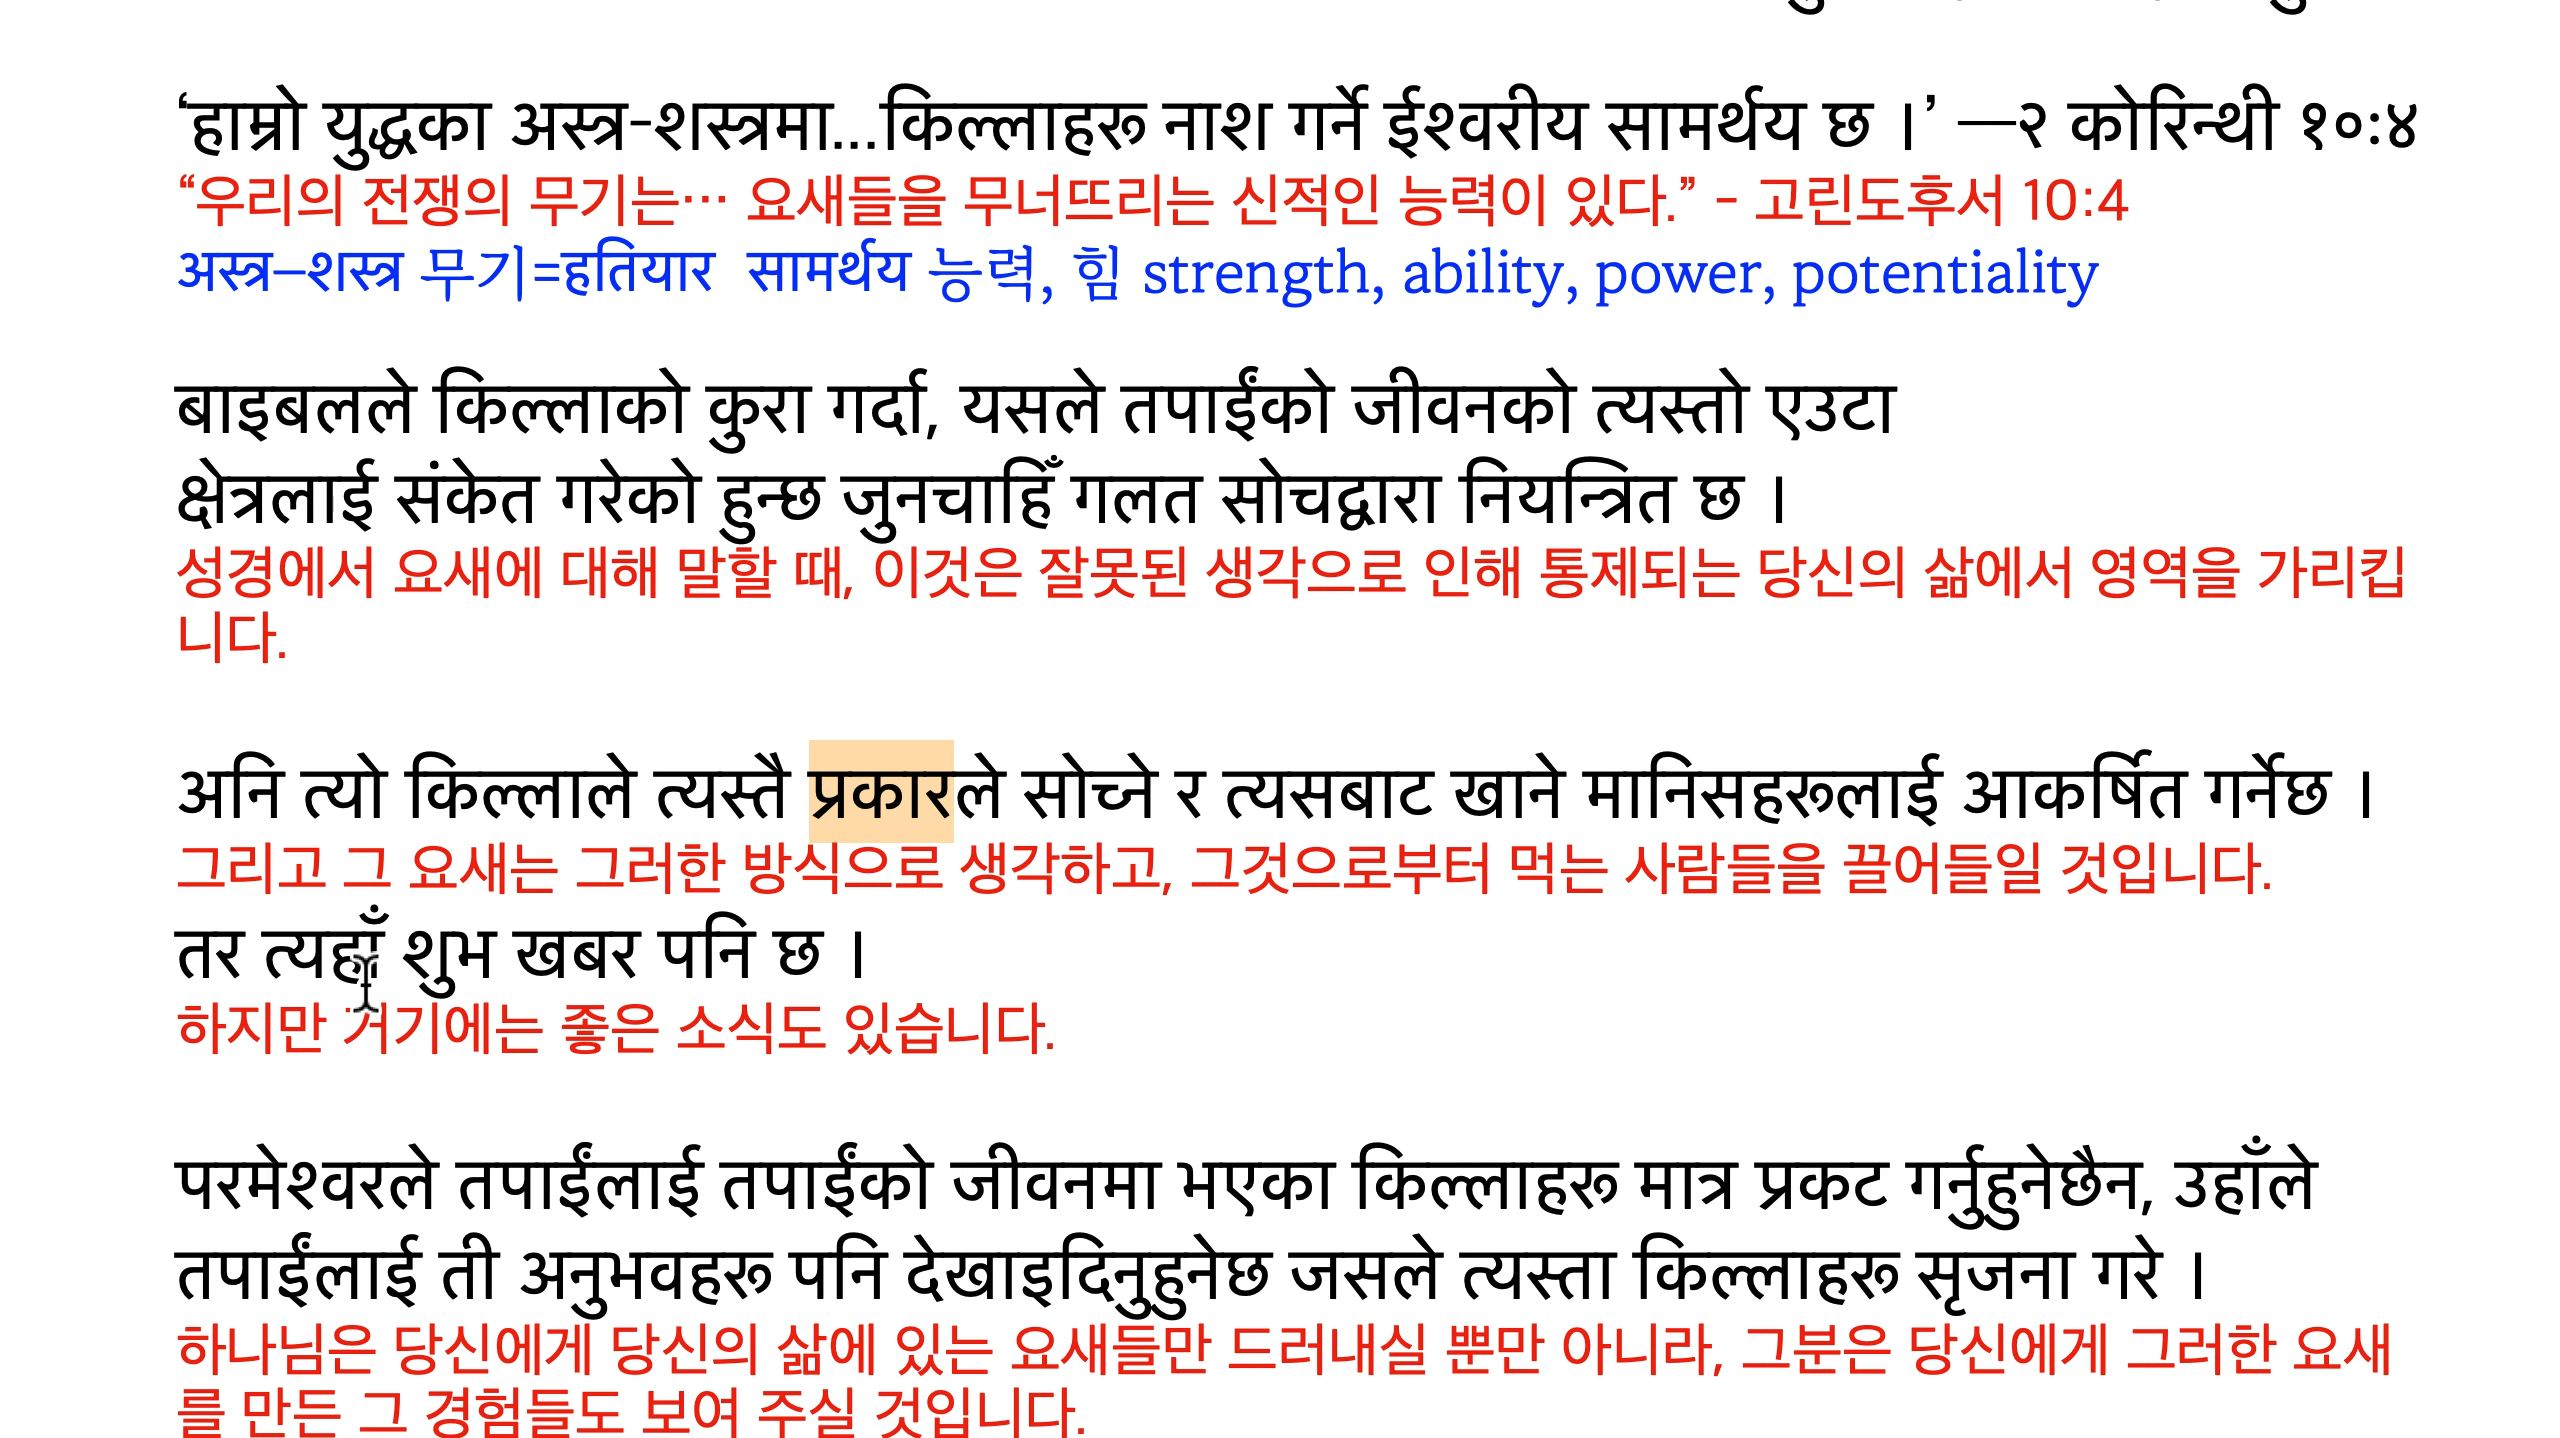 ‘हाम्रो युद्धका अस्त्र-शस्त्रमा...किल्लाहरू नाश गर्ने ईश्वरीय सामर्थय छ ।’ —२ कोरिन्थी १०:४
“우리의 전쟁의 무기는… 요새들을 무너뜨리는 신적인 능력이 있다.” - 고린도후서 10:4
अस्त्र–शस्त्र 무기=हतियार सामर्थय 능력, 힘 strength, ability, power, potentiality
बाइबलले किल्लाको कुरा गर्दा, यसले तपाईंको जीवनको त्यस्तो एउटा
क्षेत्रलाई संकेत गरेको हुन्छ जुनचाहिँ गलत सोचद्वारा नियन्त्रित छ ।
성경에서 요새에 대해 말할 때, 이것은 잘못된 생각으로 인해 통제되는 당신의 삶에서 영역을 가리킵
니다.
अनि त्यो किल्लाले त्यस्तै प्रकारले सोच्ने र त्यसबाट खाने मानिसहरूलाई आकर्षित गर्नेछ ।
그리고 그 요새는 그러한 방식으로 생각하고, 그것으로부터 먹는 사람들을 끌어들일 것입니다.
तर त्यहाँ शुभ खबर पनि छ ।
하지만 거기에는 좋은 소식도 있습니다.
परमेश्वरले तपाईंलाई तपाईंको जीवनमा भएका किल्लाहरू मात्र प्रकट गर्नुहुनेछैन, उहाँले
तपाईंलाई ती अनुभवहरू पनि देखाइदिनुहुनेछ जसले त्यस्ता किल्लाहरू सृजना गरे ।
하나님은 당신에게 당신의 삶에 있는 요새들만 드러내실 뿐만 아니라, 그분은 당신에게 그러한 요새
를 만든 그 경험들도 보여 주실 것입니다.